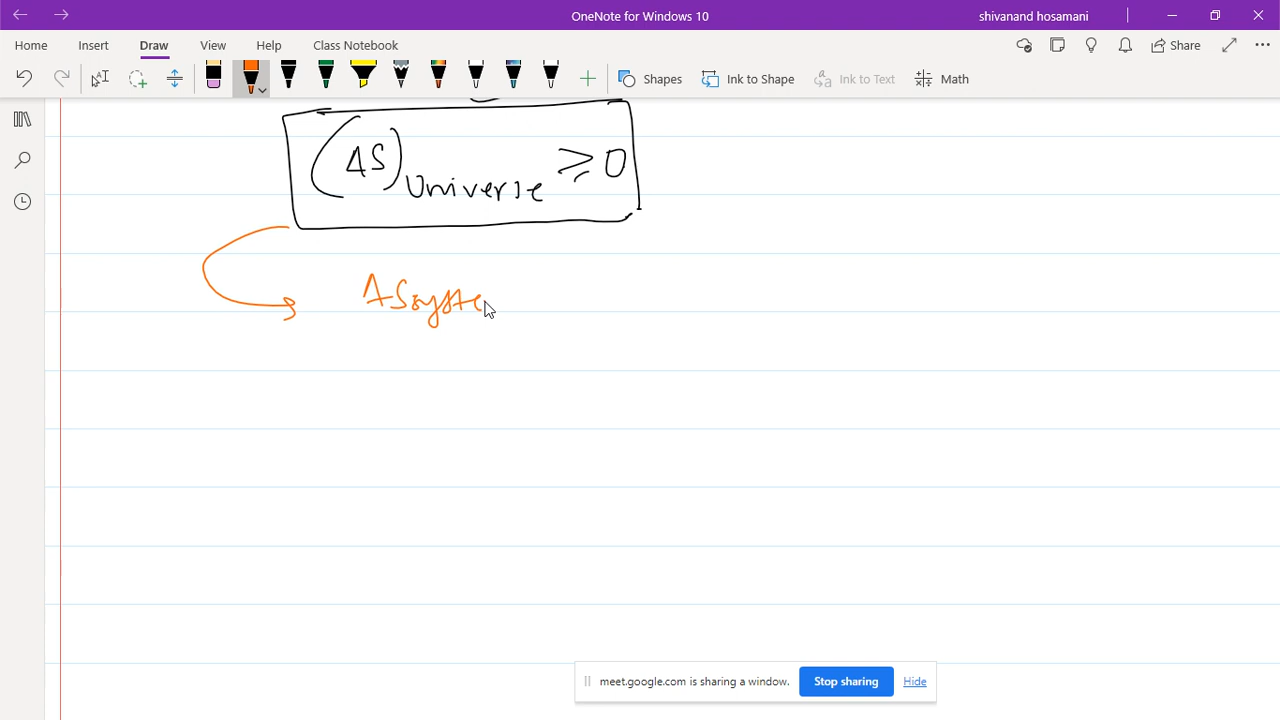 OneNote for Windows 10
shivanand hosamani
Home Insert Draw View Help Class Notebook Share
Shapes Ink to Shape Ink to Text Math
(ΔS)Universe ≥ 0
ΔSsyste
meet.google.com is sharing a window. Stop sharing Hide